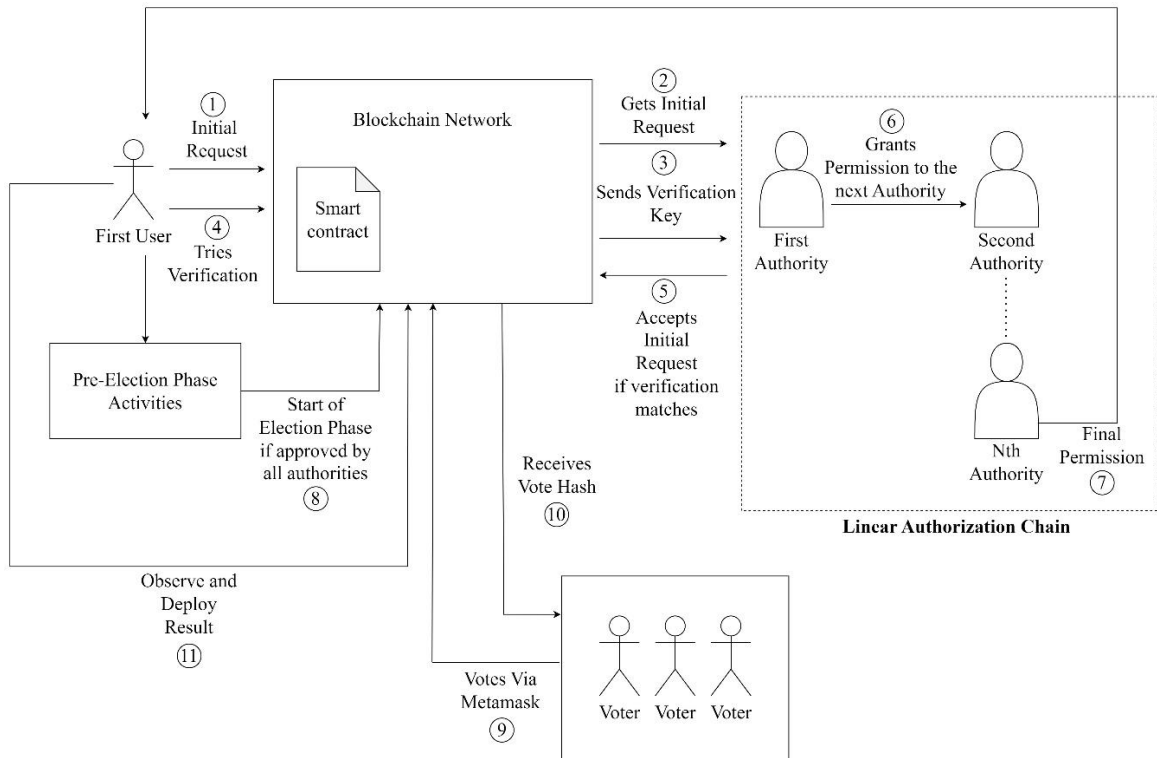 1
Initial
Request
First User
4
Tries
Verification
Blockchain Network
Smart
contract
2
Gets Initial
Request
3
Sends Verification
Key
5
Accepts
Initial
Request
if verification
matches
6
Grants
Permission to the
next Authority
First
Authority
Second
Authority
Nth
Authority
Final
Permission
7
Linear Authorization Chain
Pre-Election Phase
Activities
Start of
Election Phase
if approved by
all authorities
8
Receives
Vote Hash
10
Observe and
Deploy
Result
11
Votes Via
Metamask
9
Voter Voter Voter